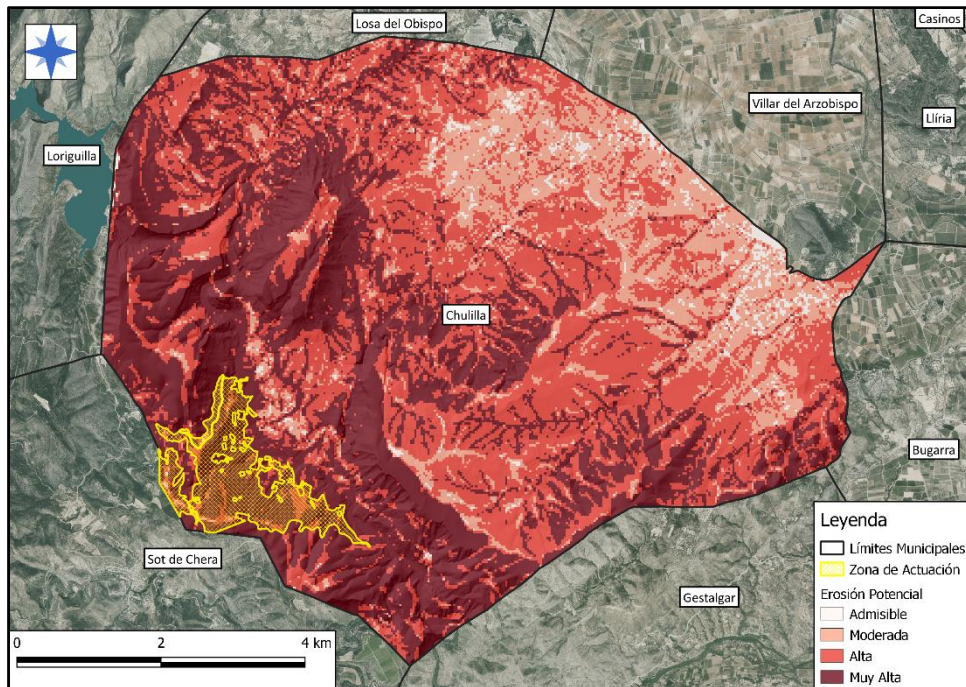 Losa del Obispo
Casinos
Villar del Arzobispo
Llíria
Loriguilla
Chulilla
Bugarra
Sot de Chera
Gestalgar
Leyenda
Límites Municipales
Zona de Actuación
Erosión Potencial
Admisible
Moderada
Alta
Muy Alta
0 2 4 km